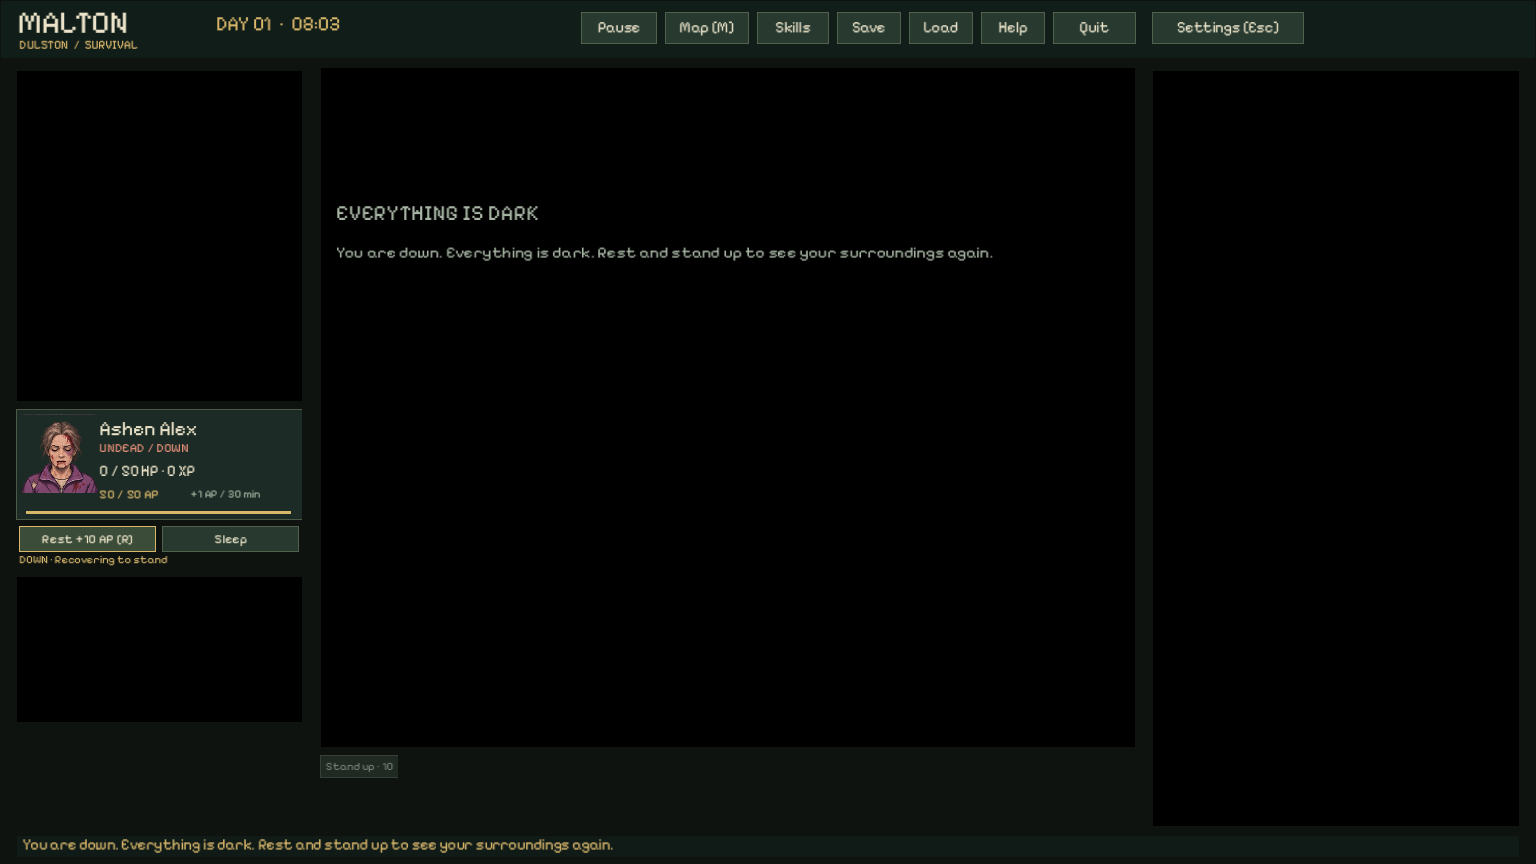 MALTON
DULSTON / SURVIVAL
DAY 01 · 08:03
Pause
Map (M)
Skills
Save
Load
Help
Quit
Settings (Esc)
EVERYTHING IS DARK
You are down. Everything is dark. Rest and stand up to see your surroundings again.
Ashen Alex
UNDEAD / DOWN
0 / 50 HP · 0 XP
50 / 50 AP
+1 AP / 30 min
Rest +10 AP (R)
Sleep
DOWN · Recovering to stand
Stand up · 10
You are down. Everything is dark. Rest and stand up to see your surroundings again.